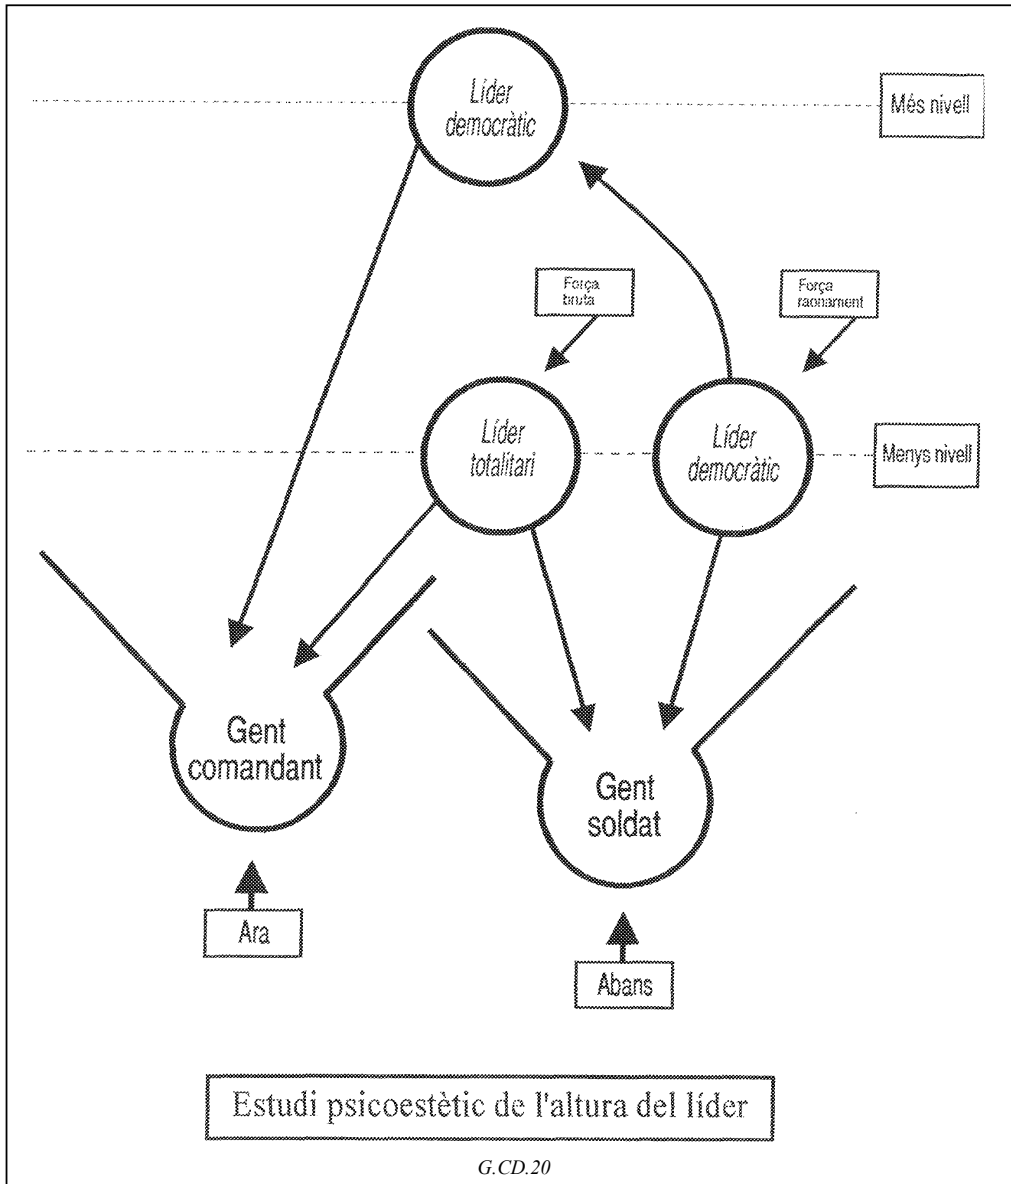 Líder
democràtic
Més nivell
Força
bruta
Força
raonament
Líder
totalitari
Líder
democràtic
Menys nivell
Gent
comandant
Gent
soldat
Ara
Abans
Estudi psicoestètic de l'altura del líder
G.CD.20